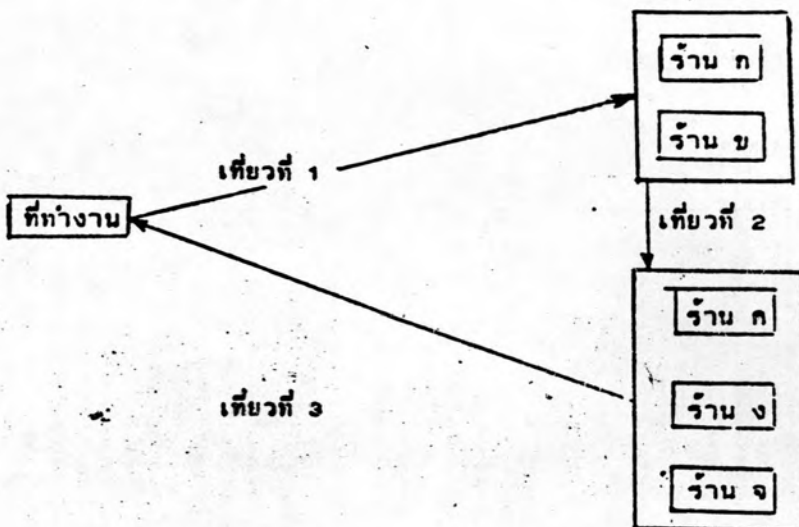 ร้าน ก
ร้าน ข
เที่ยวที่ 1
ที่ทำงาน
เที่ยวที่ 2
ร้าน ค
ร้าน ง
เที่ยวที่ 3
ร้าน จ